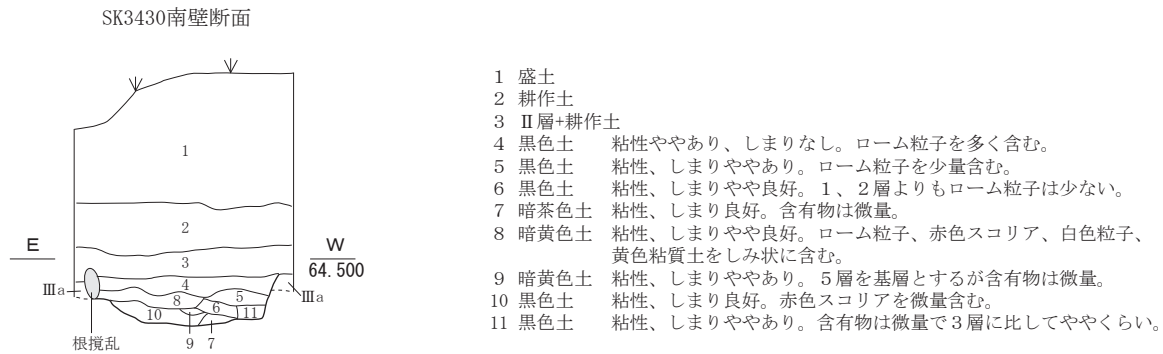 SK3430南壁断面
1 盛土
2 耕作土
3 Ⅱ層+耕作土
4 黒色土 粘性ややあり、しまりなし。ローム粒子を多く含む。
5 黒色土 粘性、しまりややあり。ローム粒子を少量含む。
6 黒色土 粘性、しまりやや良好。1、2層よりもローム粒子は少ない。
7 暗茶色土 粘性、しまり良好。含有物は微量。
8 暗黄色土 粘性、しまりやや良好。ローム粒子、赤色スコリア、白色粒子、
黄色粘質土をしみ状に含む。
9 暗黄色土 粘性、しまりややあり。5層を基層とするが含有物は微量。
10 黒色土 粘性、しまり良好。赤色スコリアを微量含む。
11 黒色土 粘性、しまりややあり。含有物は微量で3層に比してややくらい。
1
2
E
W
3
64.500
4
Ⅲa
5
Ⅲa
8
6
11
10
根撹乱
9
7